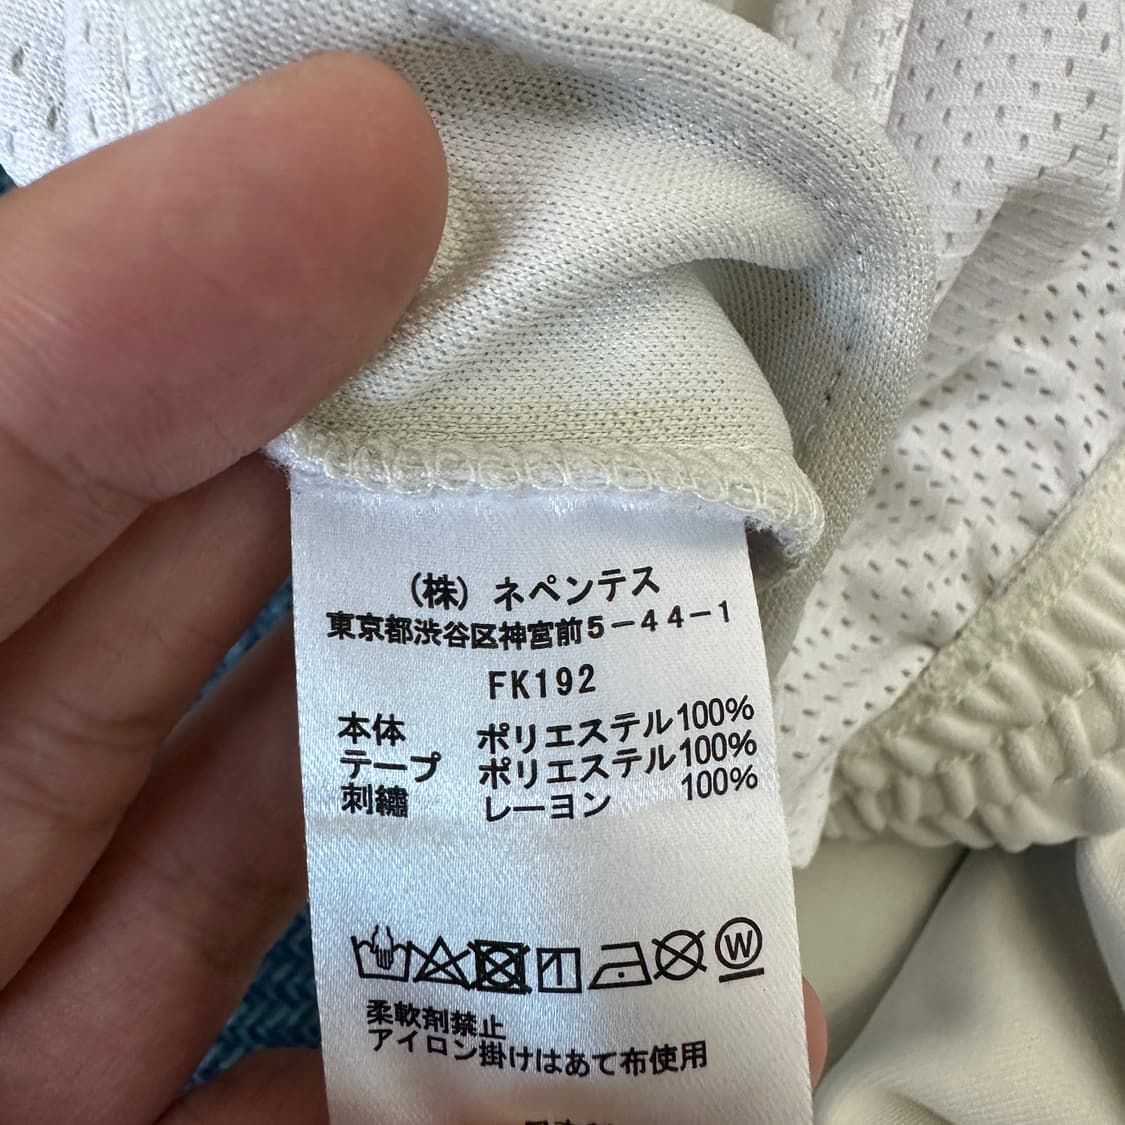 (株) ネペンテス
東京都渋谷区神宮前5-44-1
FK192
本体 ポリエステル100%
テープ ポリエステル100%
刺繍 レーヨン 100%
W
柔軟剤禁止
アイロン掛けはあて布使用